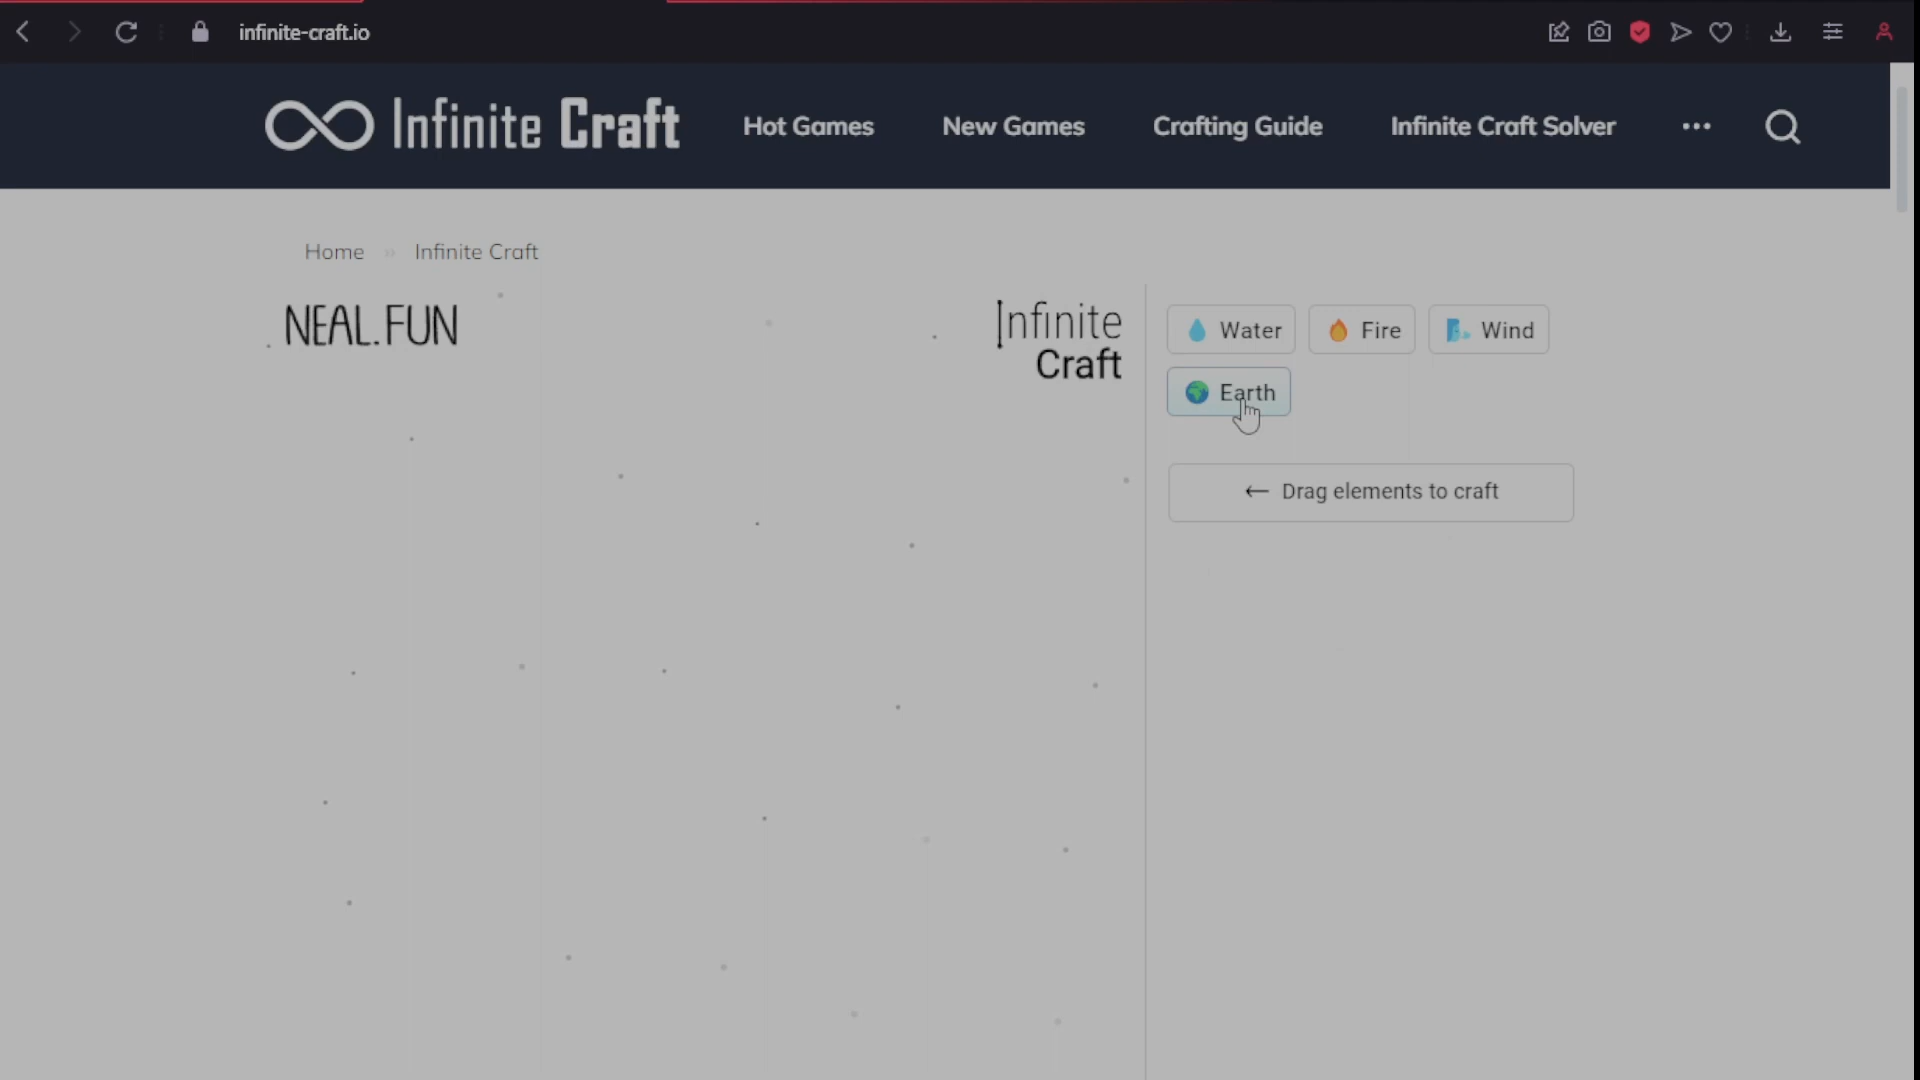 infinite-craft.io
Infinite Craft Hot Games New Games Crafting Guide Infinite Craft Solver ...
Home » Infinite Craft
NEAL.FUN
Infinite
Craft
Water Fire Wind
Earth
← Drag elements to craft